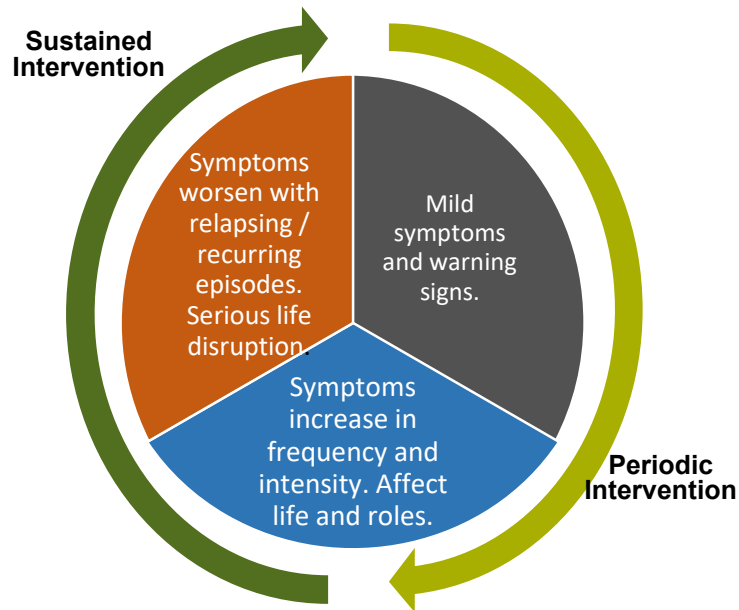 Sustained
Intervention
Symptoms
worsen with
relapsing /
recurring
episodes.
Serious life
disruption.
Mild
symptoms
and warning
signs.
Symptoms
increase in
frequency and
intensity. Affect
life and roles.
Periodic
Intervention